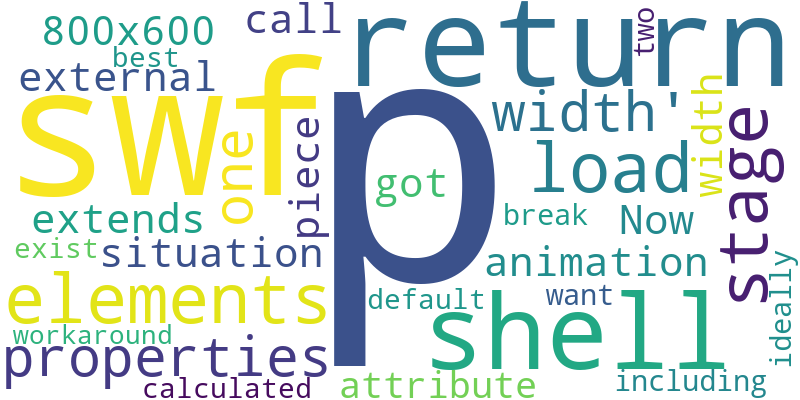 800x600
call
return
two
best
external
swf
p
one
piece
width'
width
load
stage
got
extends
break
Now
exist
situation
animation
ideally
elements
default
want
shell
workaround
properties
calculated
attribute
including